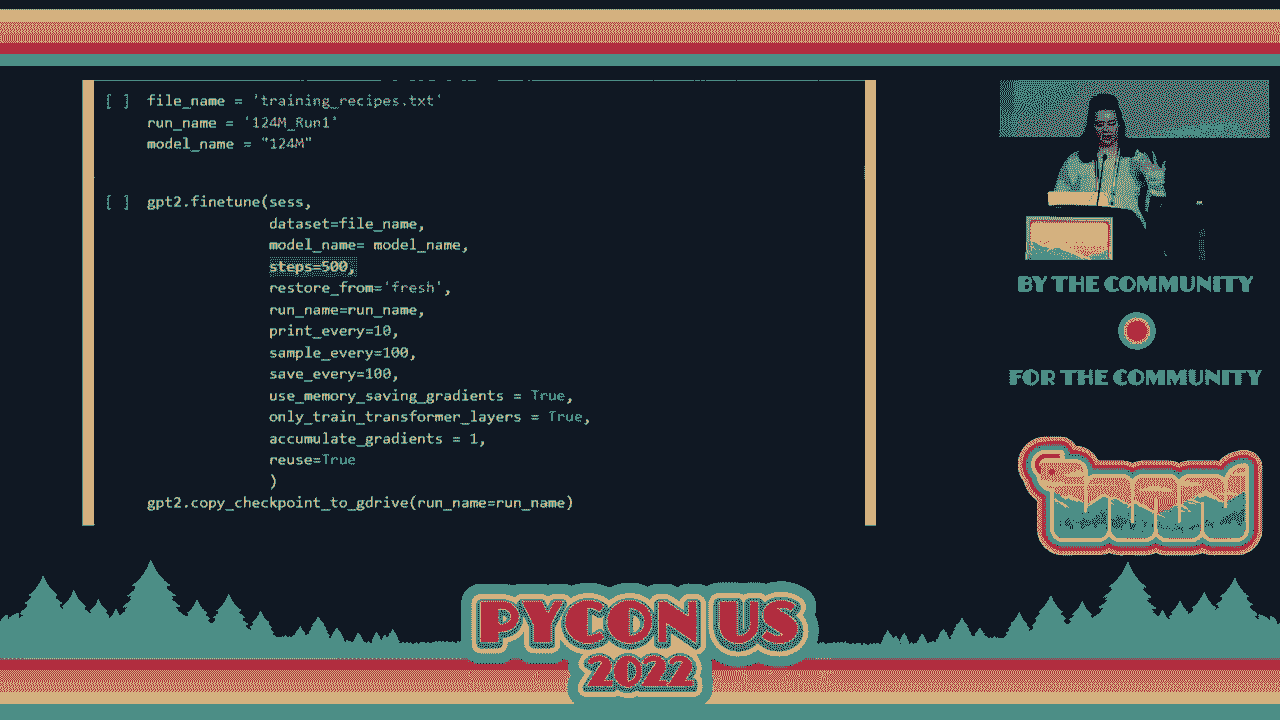 [ ] file_name = 'training_recipes.txt'
run_name = '124M_Run1'
model_name = "124M"
[ ] gpt2.finetune(sess,
dataset=file_name,
model_name= model_name,
steps=500,
restore_from='fresh',
run_name=run_name,
print_every=10,
sample_every=100,
save_every=100,
use_memory_saving_gradients = True,
only_train_transformer_layers = True,
accumulate_gradients = 1,
reuse=True
)
gpt2.copy_checkpoint_to_gdrive(run_name=run_name)
BY THE COMMUNITY
FOR THE COMMUNITY
PYCON US
2022